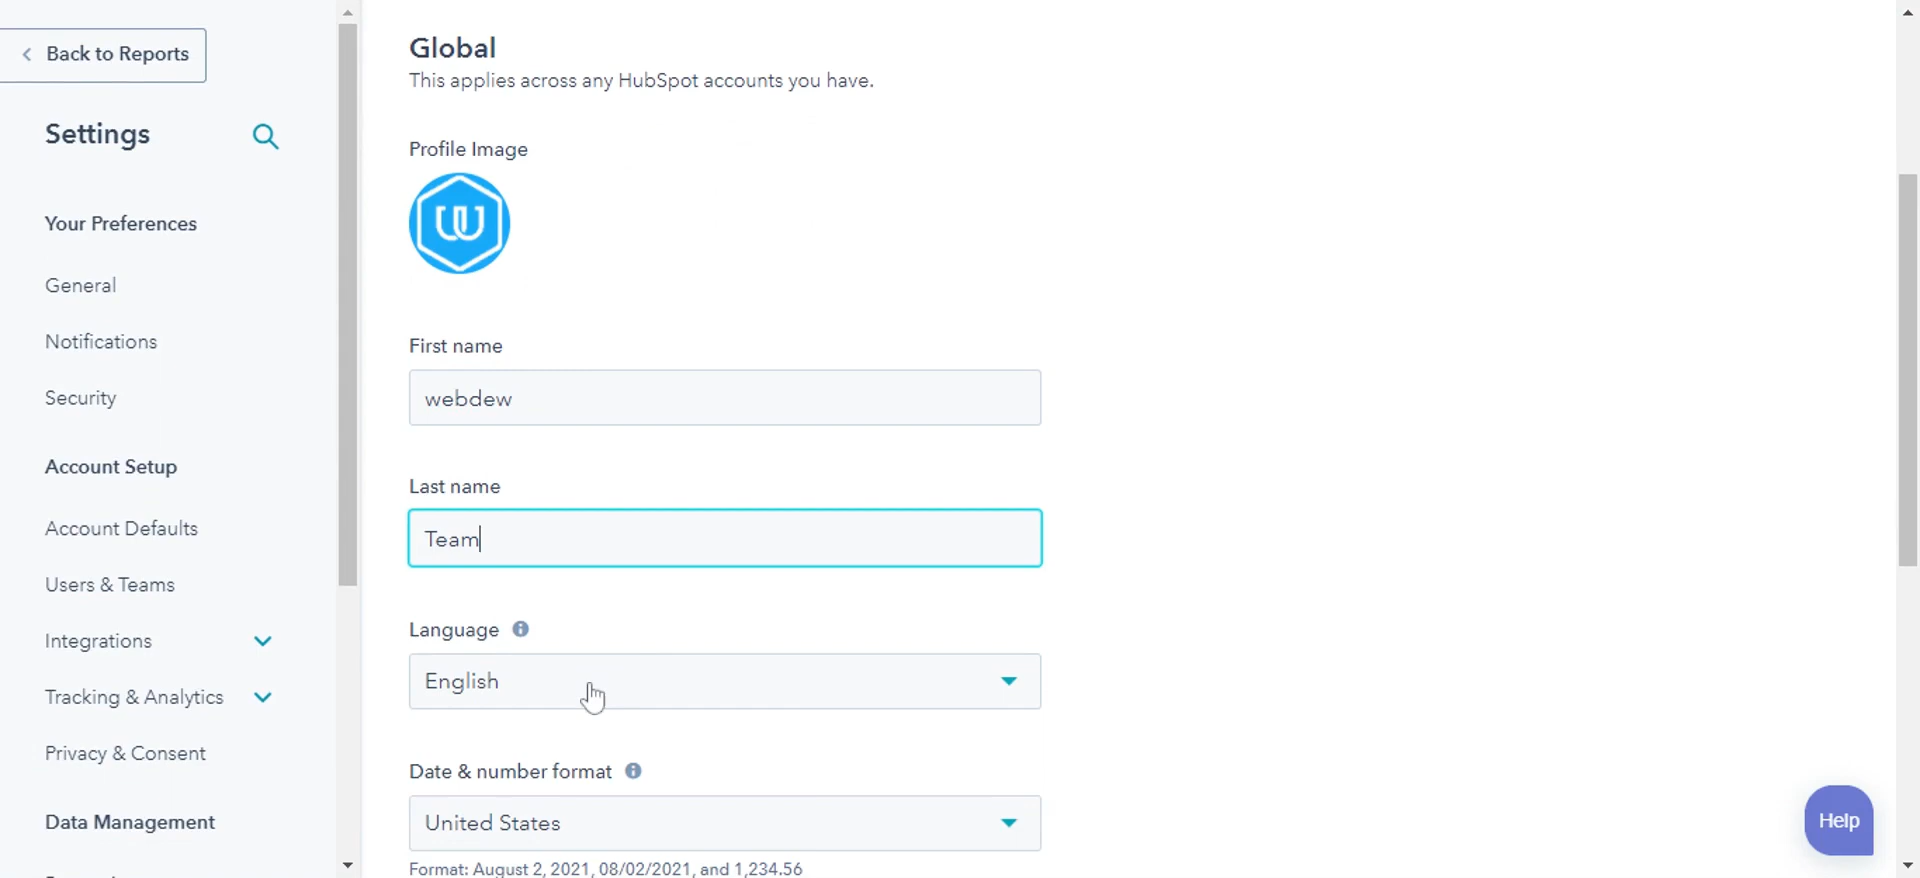 Back to Reports
Settings
Your Preferences
General
Notifications
Security
Account Setup
Account Defaults
Users & Teams
Integrations
Tracking & Analytics
Privacy & Consent
Data Management
Global
This applies across any HubSpot accounts you have.
Profile Image
First name
webdew
Last name
Team
Language
English
Date & number format
United States
Format: August 2, 2021, 08/02/2021, and 1,234.56
Help